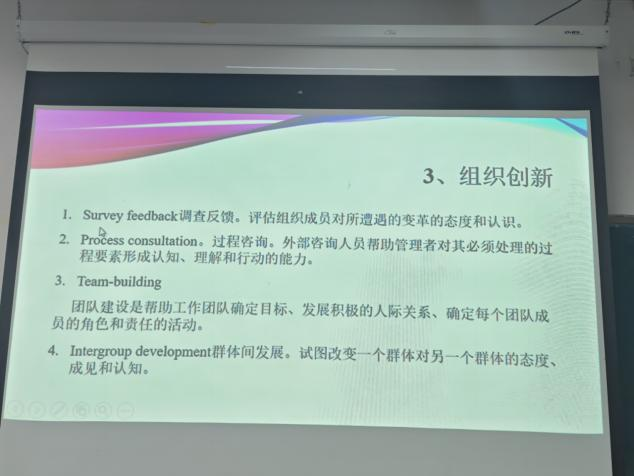 3、组织创新
1. Survey feedback调查反馈。评估组织成员对所遭遇的变革的态度和认识。
2. Process consultation。过程咨询。外部咨询人员帮助管理者对其必须处理的过
程要素形成认知、理解和行动的能力。
3. Team-building
团队建设是帮助工作团队确定目标、发展积极的人际关系、确定每个团队成
员的角色和责任的活动。
4. Intergroup development群体间发展。试图改变一个群体对另一个群体的态度、
成见和认知。